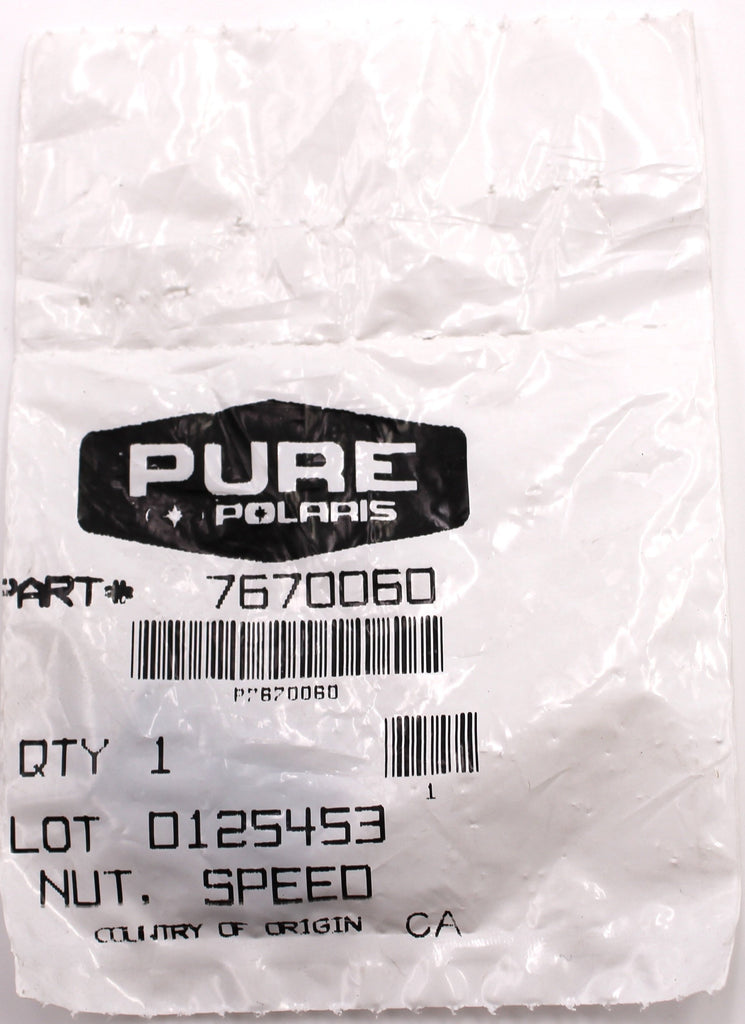 PURE
POLARIS
PART# 7670060
P7670060
QTY 1
1
LOT 0125453
NUT, SPEED
COUNTRY OF ORIGIN CA